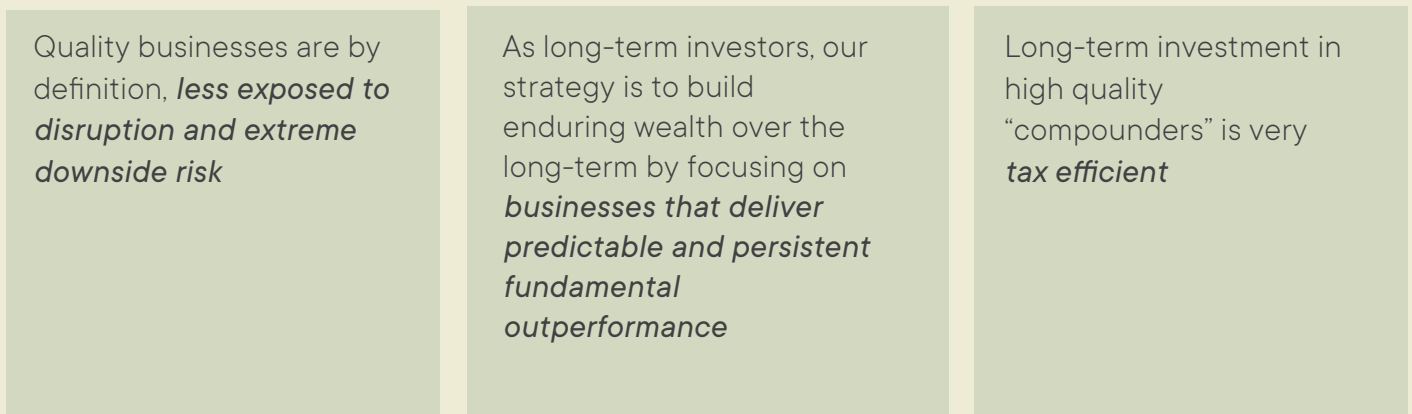 Quality businesses are by
definition, less exposed to
disruption and extreme
downside risk
As long-term investors, our
strategy is to build
enduring wealth over the
long-term by focusing on
businesses that deliver
predictable and persistent
fundamental
outperformance
Long-term investment in
high quality
“compounders” is very
tax efficient